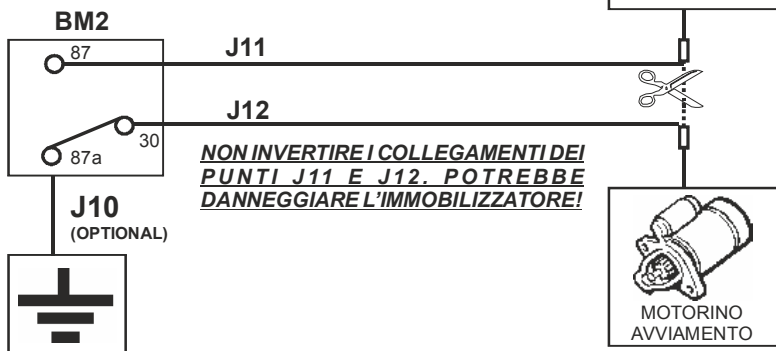 BM2
87
J11
J12
30
87a
NON INVERTIRE I COLLEGAMENTI DEI
PUNTI J11 E J12. POTREBBE
DANNEGGIARE L'IMMOBILIZZATORE!
J10
(OPTIONAL)
MOTORINO
AVVIAMENTO